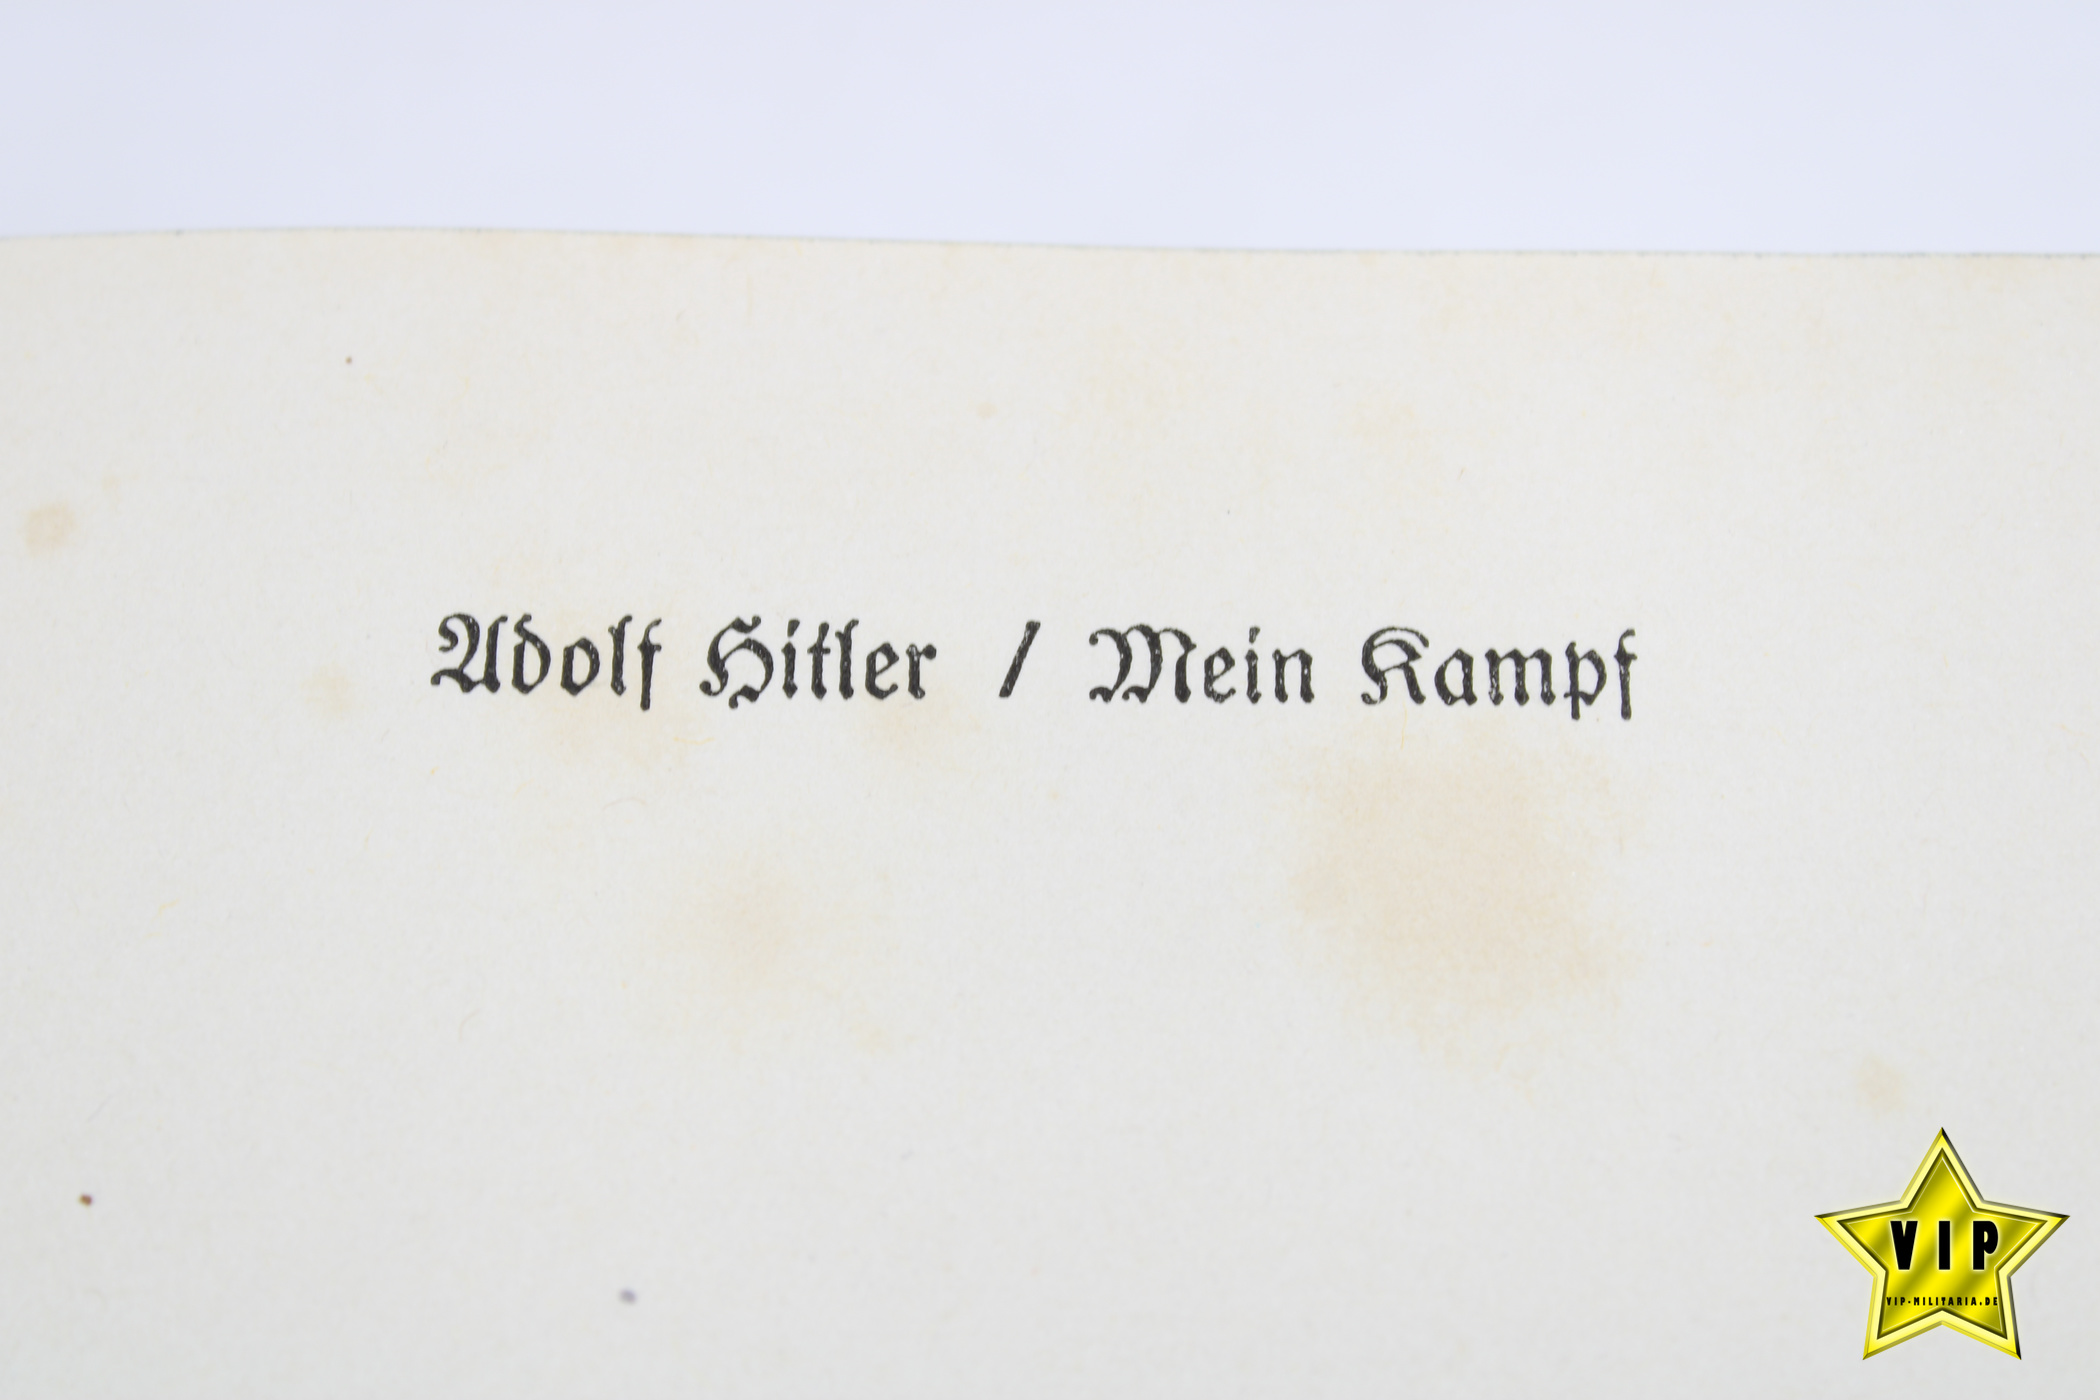 Adolf Hitler / Mein Kampf
VIP
VIP-MILITARIA.DE